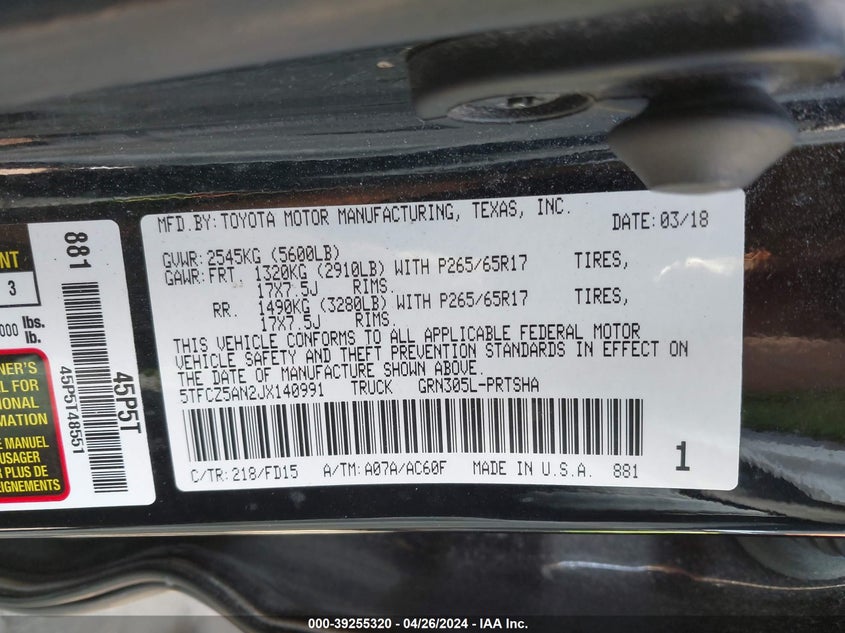 MFD.BY:TOYOTA MOTOR MANUFACTURING, TEXAS, INC. DATE:03/18
GVWR:2545KG (5600LB)
GAWR:FRT. 1320KG (2910LB) WITH P265/65R17 TIRES,
17X7.5J RIMS.
RR. 1490KG (3280LB) WITH P265/65R17 TIRES,
17X7.5J RIMS.
THIS VEHICLE CONFORMS TO ALL APPLICABLE FEDERAL MOTOR
VEHICLE SAFETY AND THEFT PREVENTION STANDARDS IN EFFECT ON
THE DATE OF MANUFACTURE SHOWN ABOVE.
5TFCZ5AN2JX140991 TRUCK GRN305L-PRTSHA
C/TR:218/FD15 A/TM:A07A/AC60F MADE IN U.S.A. 881
1
NT
3
000 lbs.
lb.
NER'S
L FOR
ONAL
RMATION
E MANUEL
USAGER
R PLUS DE
LIGNEMENTS
881
45P5T48551
45P5T
000-39255320 - 04/26/2024 - IAA Inc.